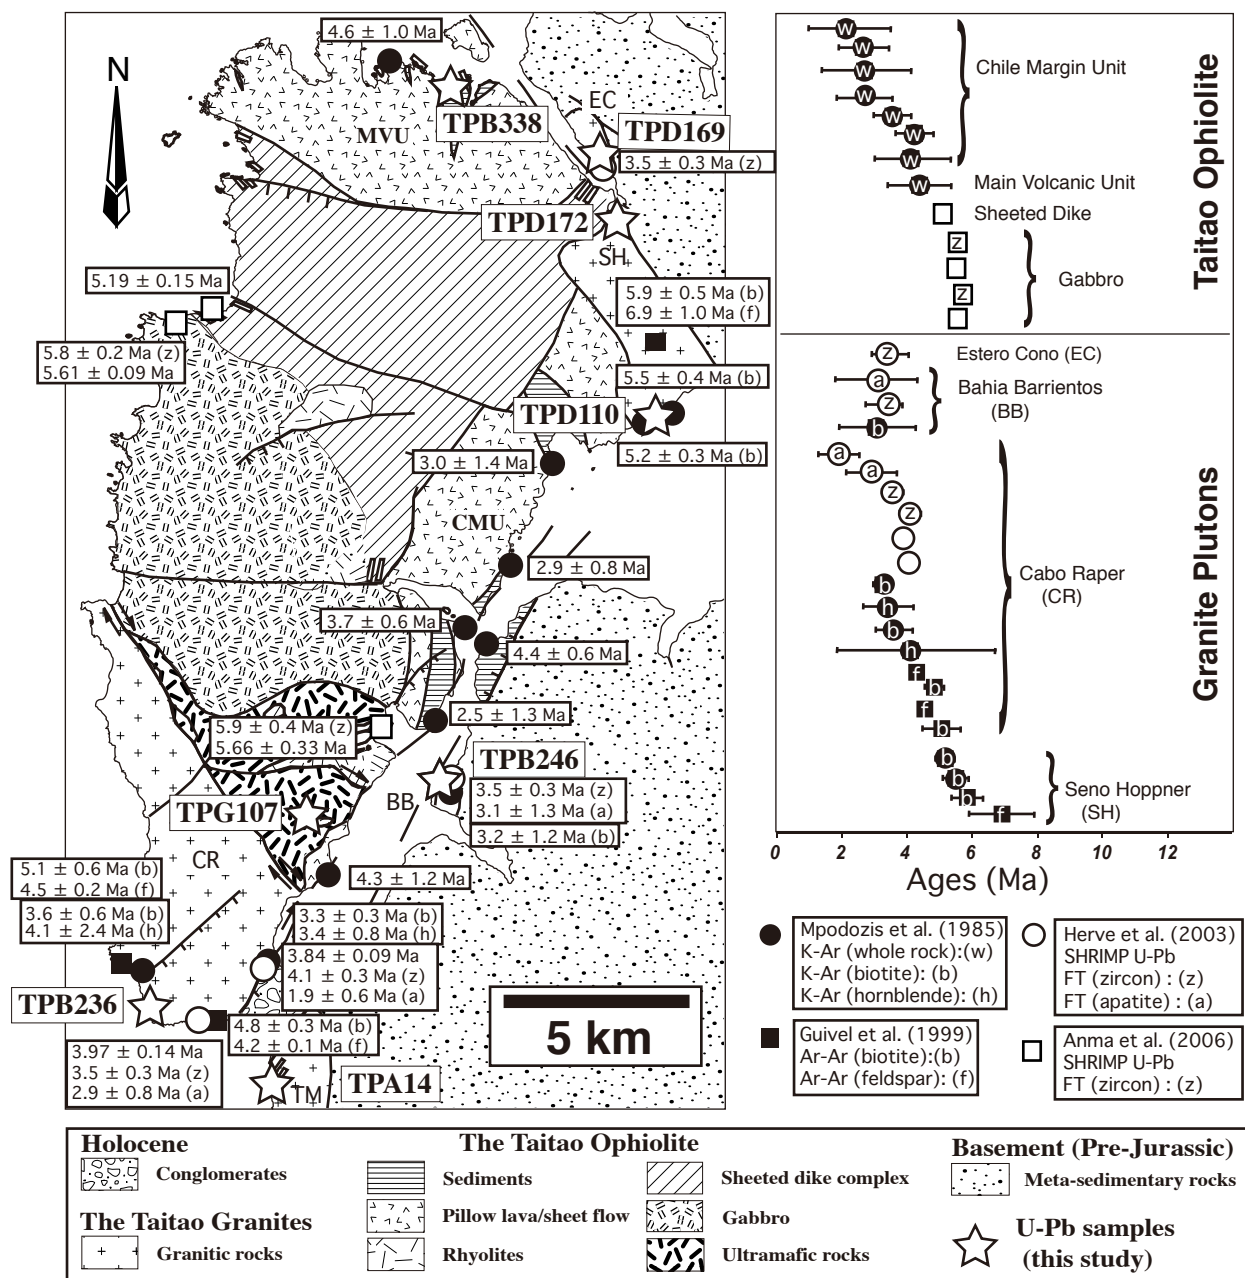 4.6 ± 1.0 Ma
N
EC
TPB338
TPD169
MVU
3.5 ± 0.3 Ma (z)
TPD172
SH
5.19 ± 0.15 Ma
5.9 ± 0.5 Ma (b)
6.9 ± 1.0 Ma (f)
5.8 ± 0.2 Ma (z)
5.61 ± 0.09 Ma
5.5 ± 0.4 Ma (b)
TPD110
5.2 ± 0.3 Ma (b)
3.0 ± 1.4 Ma
CMU
2.9 ± 0.8 Ma
3.7 ± 0.6 Ma
4.4 ± 0.6 Ma
2.5 ± 1.3 Ma
5.9 ± 0.4 Ma (z)
5.66 ± 0.33 Ma
TPB246
BB
3.5 ± 0.3 Ma (z)
3.1 ± 1.3 Ma (a)
3.2 ± 1.2 Ma (b)
TPG107
CR
5.1 ± 0.6 Ma (b)
4.5 ± 0.2 Ma (f)
4.3 ± 1.2 Ma
3.6 ± 0.6 Ma (b)
4.1 ± 2.4 Ma (h)
3.3 ± 0.3 Ma (b)
3.4 ± 0.8 Ma (h)
3.84 ± 0.09 Ma
4.1 ± 0.3 Ma (z)
1.9 ± 0.6 Ma (a)
TPB236
4.8 ± 0.3 Ma (b)
4.2 ± 0.1 Ma (f)
3.97 ± 0.14 Ma
3.5 ± 0.3 Ma (z)
2.9 ± 0.8 Ma (a)
TPA14
TM
5 km
w
w
w
w
w
w
w
w
Chile Margin Unit
Main Volcanic Unit
Sheeted Dike
z
z
Gabbro
Taitao Ophiolite
z
Estero Cono (EC)
a
z
b
Bahia Barrientos
(BB)
a
a
z
z
b
h
b
h
f
b
f
b
Cabo Raper
(CR)
b
b
b
f
Seno Hoppner
(SH)
Granite Plutons
0 2 4 6 8 10 12
Ages (Ma)
Mpodozis et al. (1985)
K-Ar (whole rock):(w)
K-Ar (biotite): (b)
K-Ar (hornblende): (h)
Herve et al. (2003)
SHRIMP U-Pb
FT (zircon) : (z)
FT (apatite) : (a)
Guivel et al. (1999)
Ar-Ar (biotite):(b)
Ar-Ar (feldspar): (f)
Anma et al. (2006)
SHRIMP U-Pb
FT (zircon) : (z)
Holocene
Conglomerates
The Taitao Granites
Granitic rocks
The Taitao Ophiolite
Sediments
Pillow lava/sheet flow
Rhyolites
Sheeted dike complex
Gabbro
Ultramafic rocks
Basement (Pre-Jurassic)
Meta-sedimentary rocks
U-Pb samples
(this study)